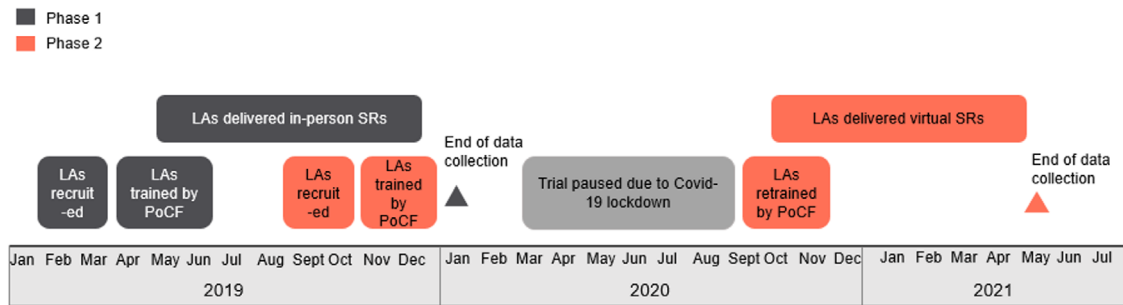 Phase 1
Phase 2
LAs delivered in-person SRs
LAs delivered virtual SRs
LAs
recruit
-ed
LAs
trained by
PoCF
LAs
recruit
-ed
LAs
trained
by
PoCF
End of data
collection
Trial paused due to Covid-
19 lockdown
LAs
retrained
by PoCF
End of data
collection
Jan Feb Mar Apr May Jun Jul Aug Sept Oct Nov Dec Jan Feb Mar Apr May Jun Jul Aug Sept Oct Nov Dec Jan Feb Mar Apr May Jun Jul
2019 2020 2021